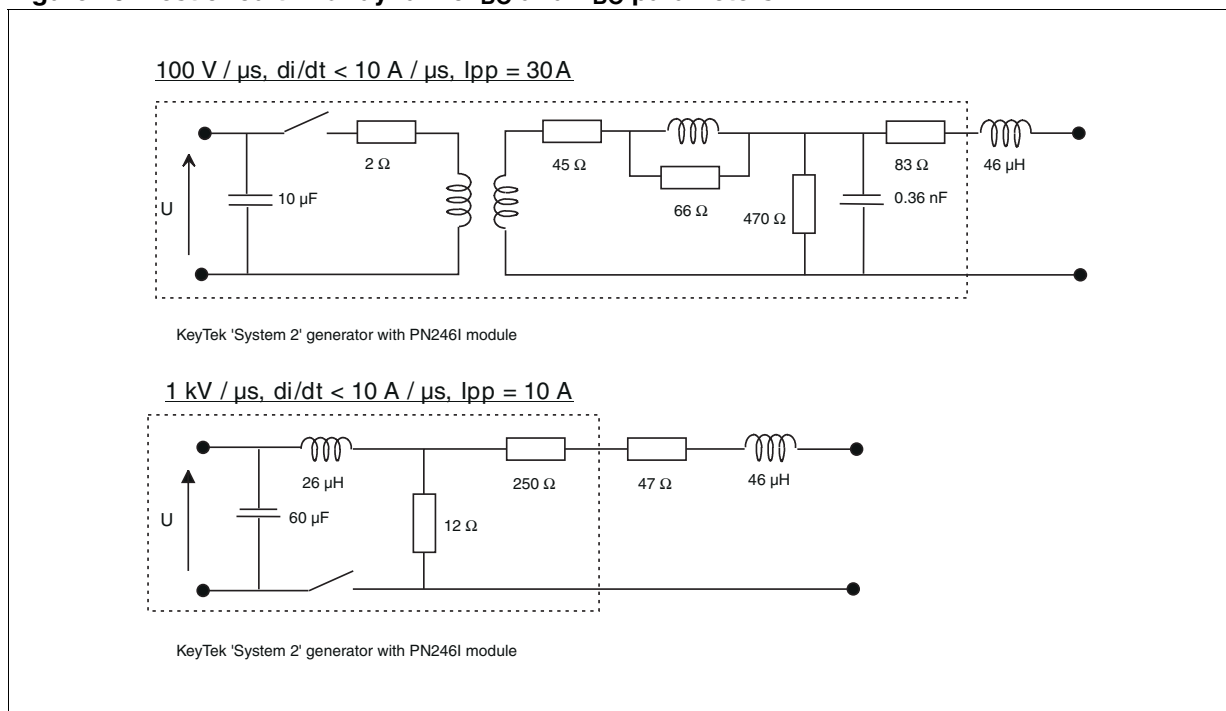 100 V / µs, di/dt < 10 A / µs, Ipp = 30A
2 Ω
45 Ω
83 Ω
46 µH
U
10 µF
66 Ω
470 Ω
0.36 nF
KeyTek 'System 2' generator with PN246I module
1 kV / µs, di/dt < 10 A / µs, Ipp = 10 A
26 µH
250 Ω
47 Ω
46 µH
U
60 µF
12 Ω
KeyTek 'System 2' generator with PN246I module